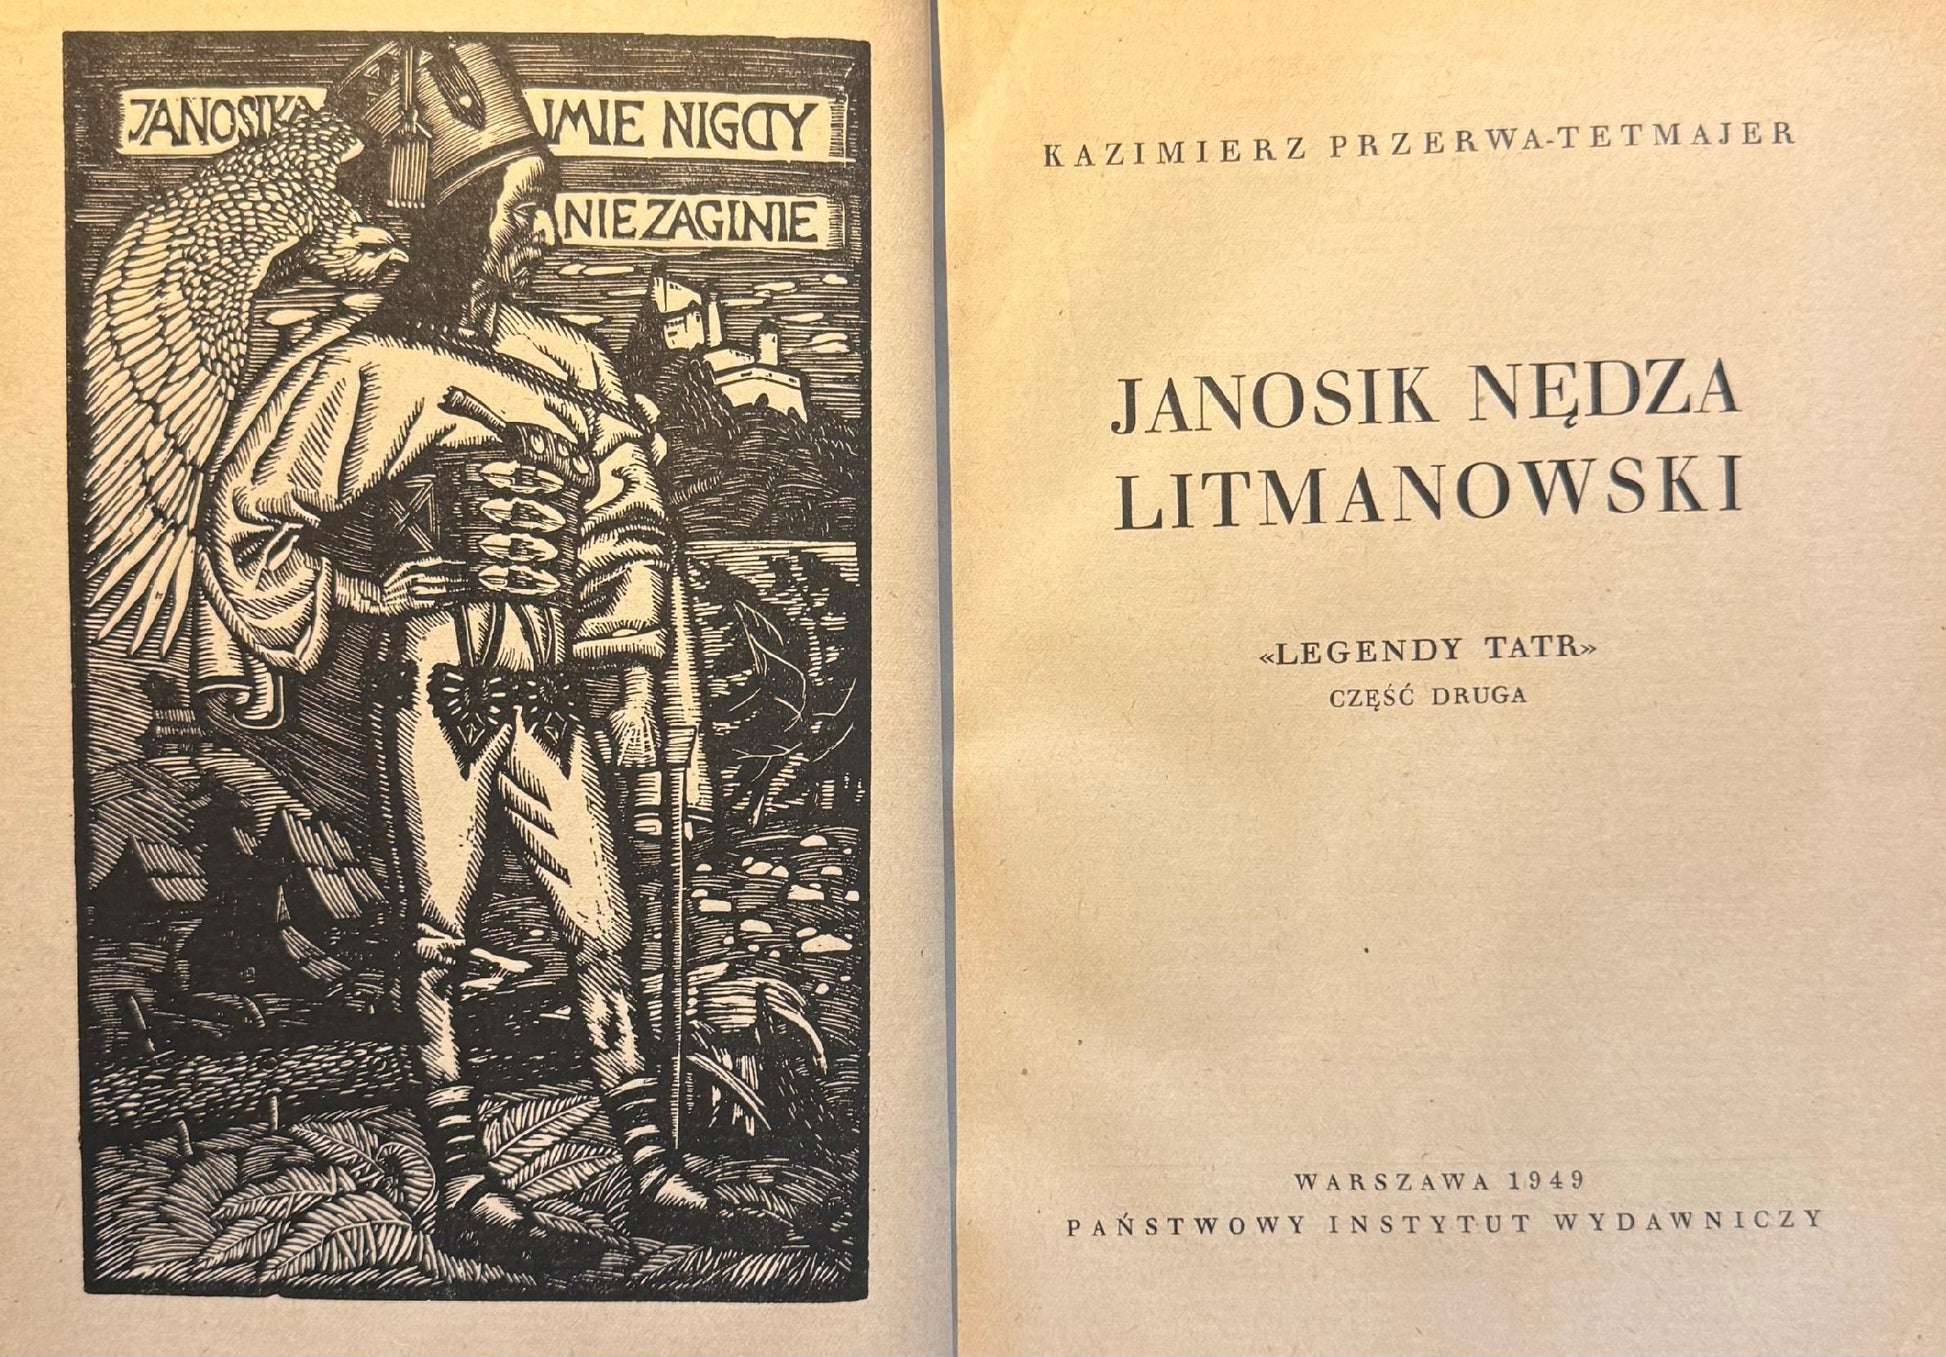 JANOSIKA IMIE NIGDY
NIE ZAGINIE
KAZIMIERZ PRZERWA-TETMAJER
JANOSIK NĘDZA
LITMANOWSKI
«LEGENDY TATR»
CZĘŚĆ DRUGA
WARSZAWA 1949
PAŃSTWOWY INSTYTUT WYDAWNICZY